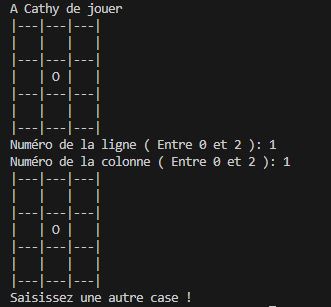 A Cathy de jouer
|---|---|---|
|   |   |   |
|---|---|---|
|   | O |   |
|---|---|---|
|   |   |   |
|---|---|---|
Numéro de la ligne ( Entre 0 et 2 ): 1
Numéro de la colonne ( Entre 0 et 2 ): 1
|---|---|---|
|   |   |   |
|---|---|---|
|   | O |   |
|---|---|---|
|   |   |   |
|---|---|---|
Saisissez une autre case !